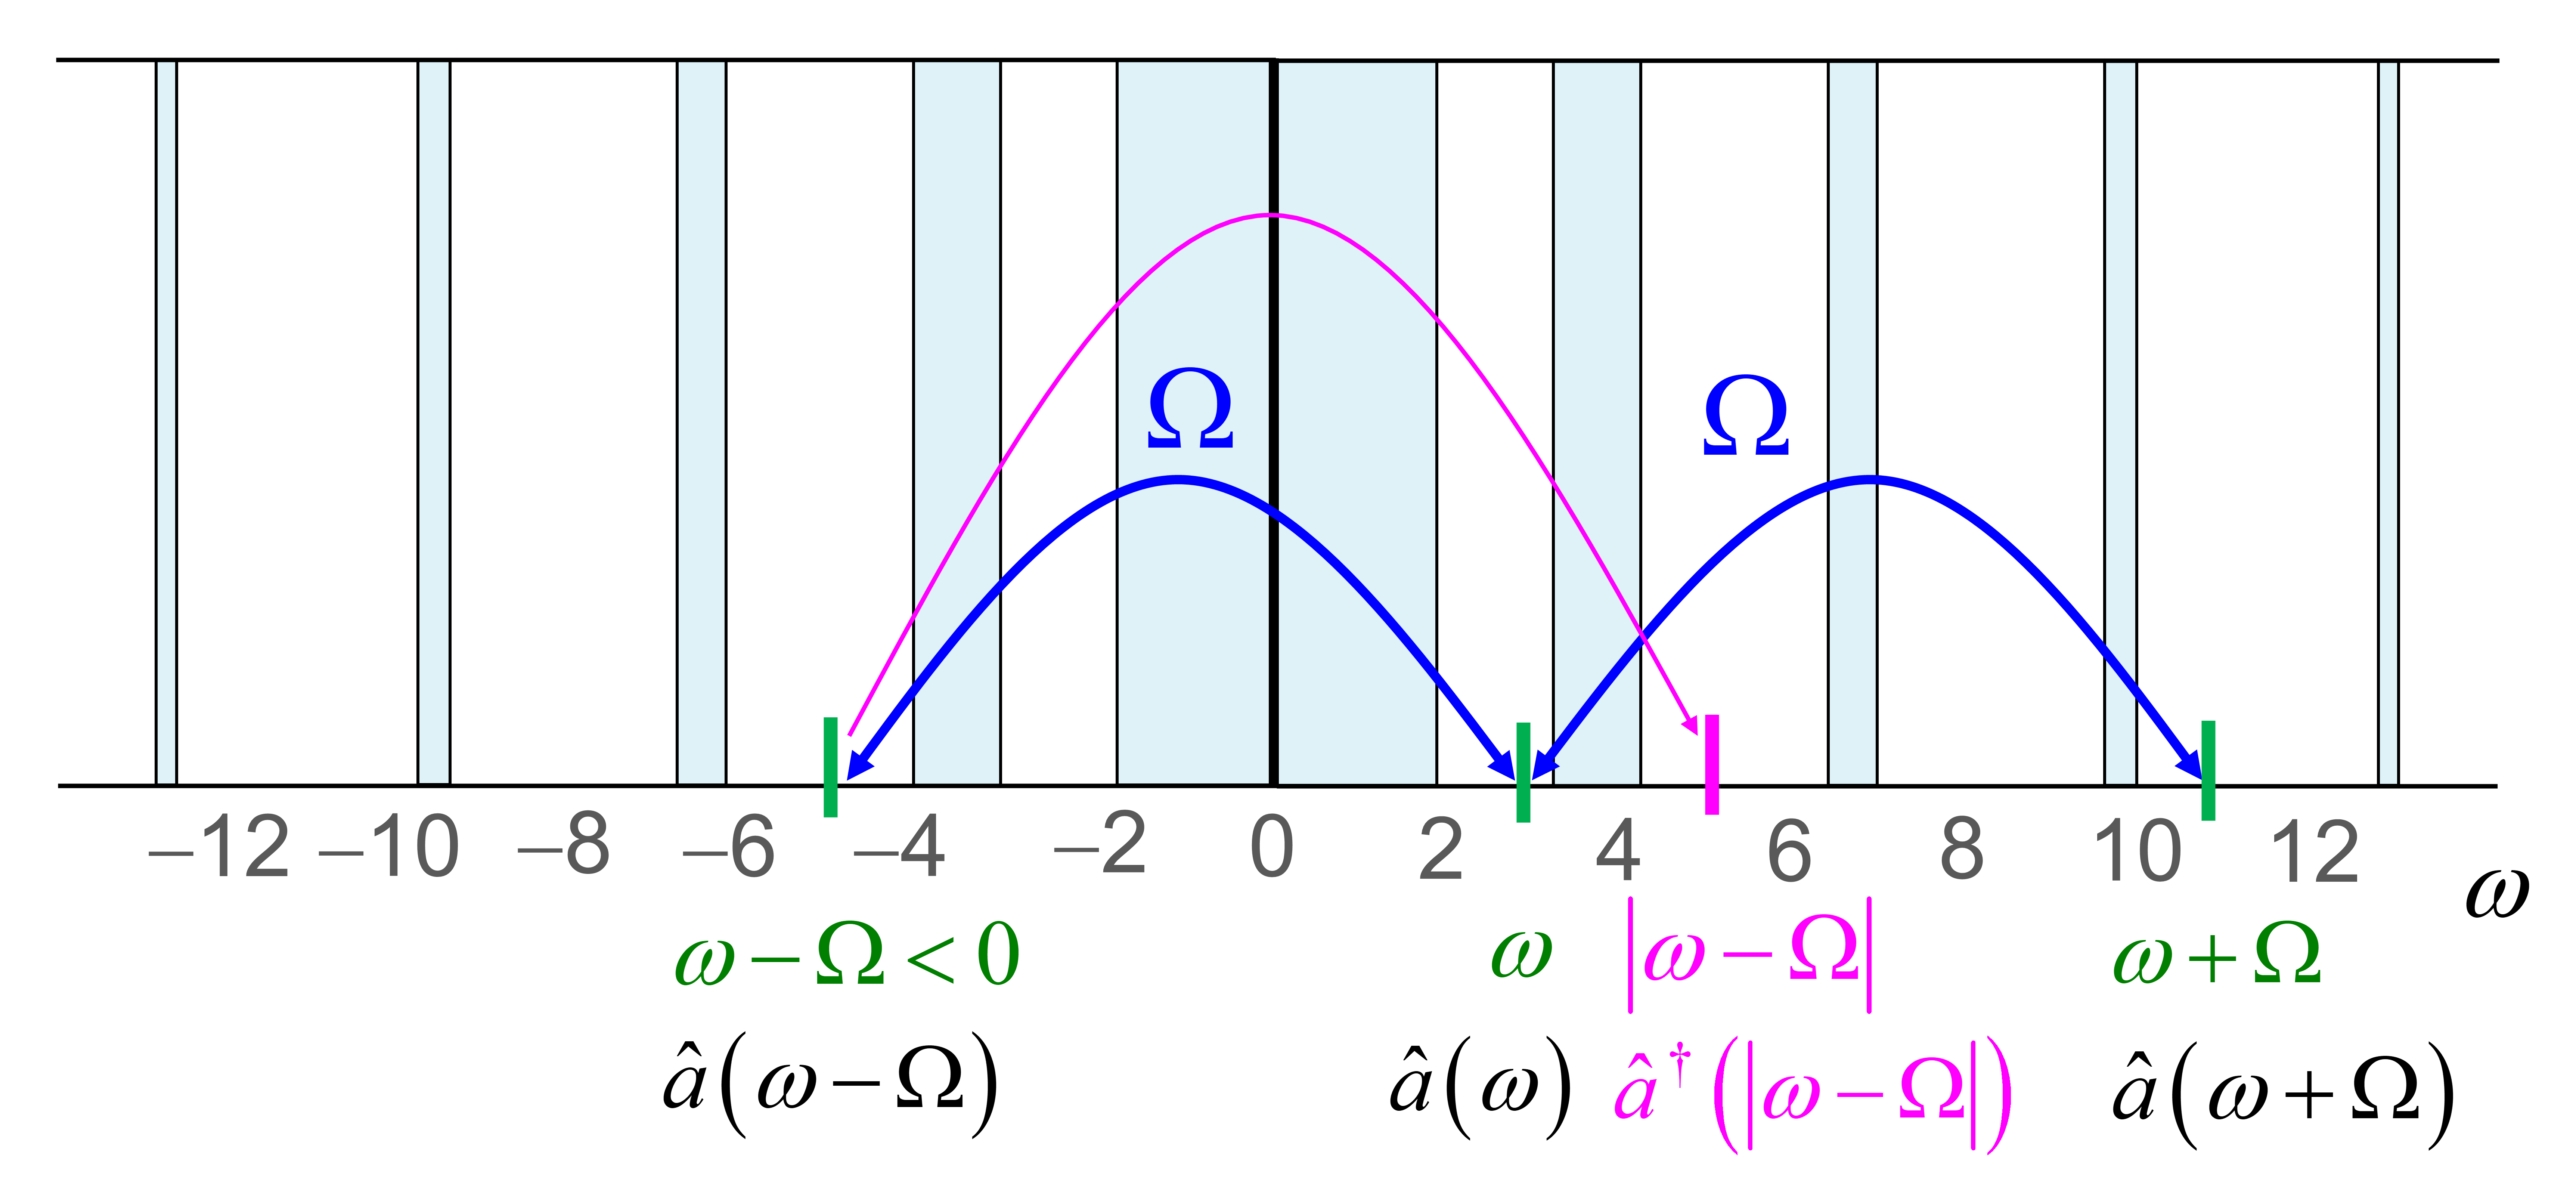 Ω Ω
–12 –10 –8 –6 –4 –2 0 2 4 6 8 10 12 ω
ω − Ω < 0 ω |ω − Ω| ω + Ω
â(ω − Ω) â(ω) â†(|ω − Ω|) â(ω + Ω)